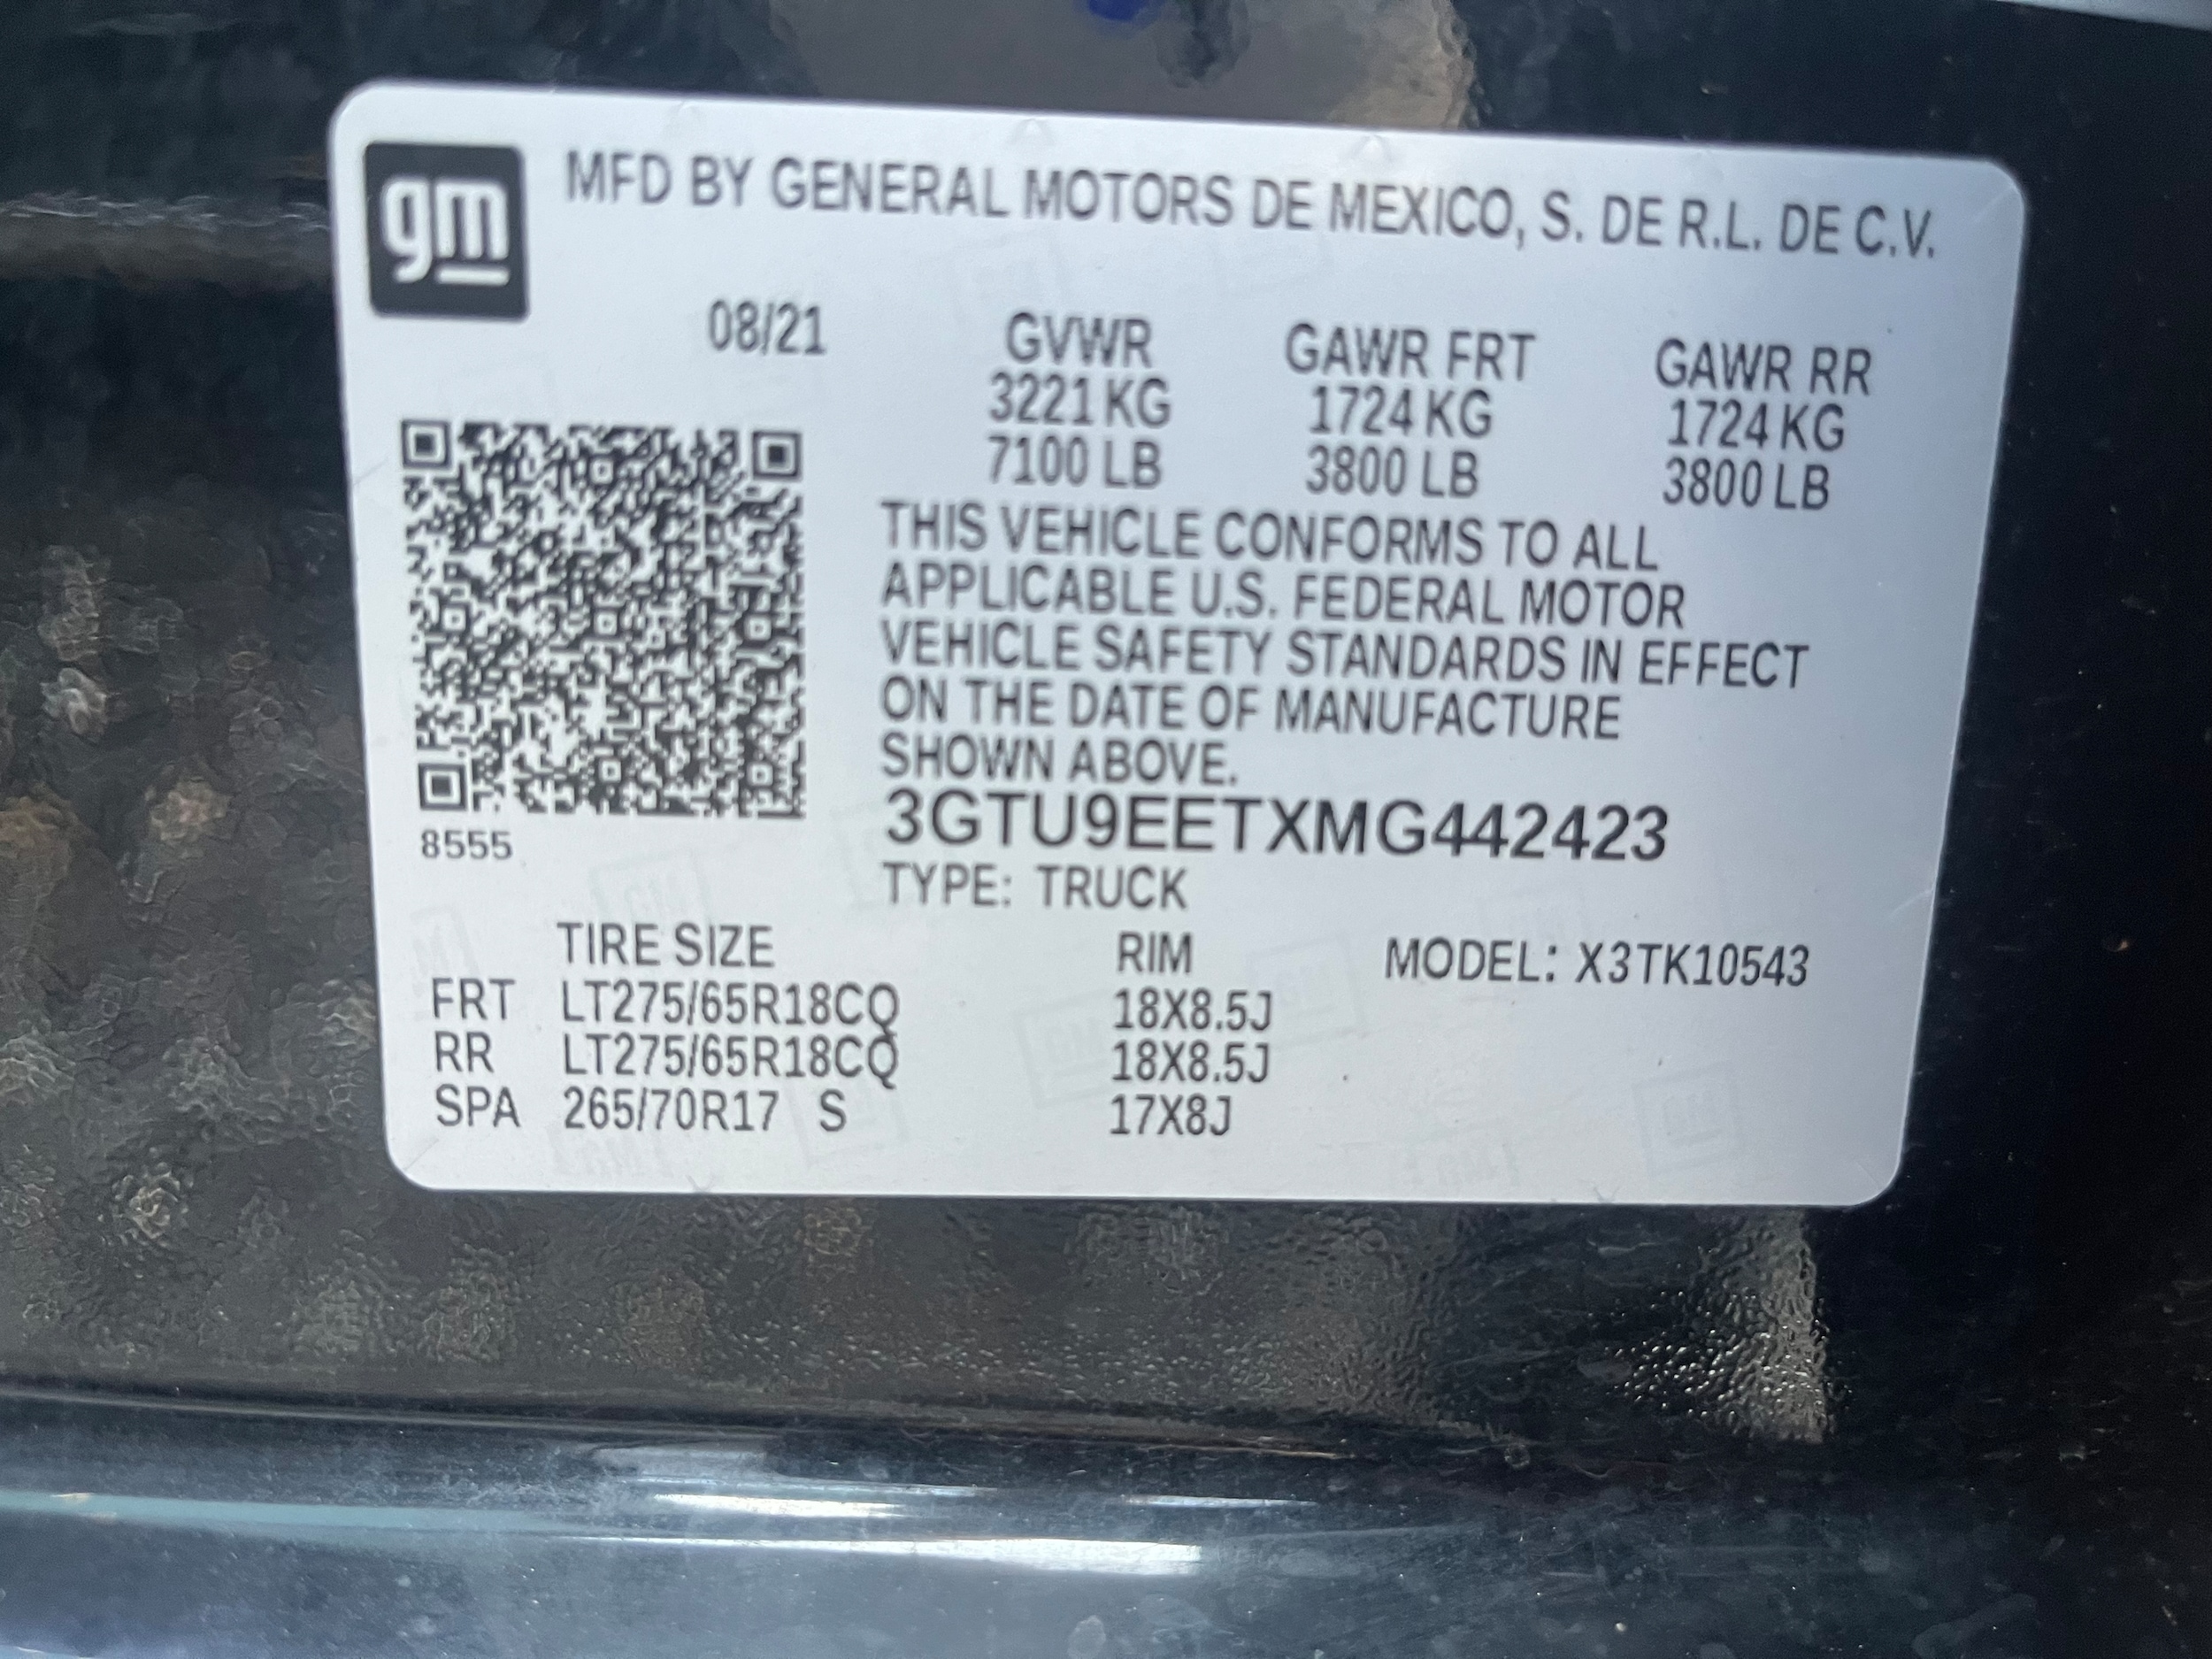 gm
MFD BY GENERAL MOTORS DE MEXICO, S. DE R.L. DE C.V.
08/21
GVWR GAWR FRT GAWR RR
3221 KG 1724 KG 1724 KG
7100 LB 3800 LB 3800 LB
THIS VEHICLE CONFORMS TO ALL
APPLICABLE U.S. FEDERAL MOTOR
VEHICLE SAFETY STANDARDS IN EFFECT
ON THE DATE OF MANUFACTURE
SHOWN ABOVE.
3GTU9EETXMG442423
8555
TYPE: TRUCK
TIRE SIZE RIM MODEL: X3TK10543
FRT LT275/65R18CQ 18X8.5J
RR LT275/65R18CQ 18X8.5J
SPA 265/70R17 S 17X8J